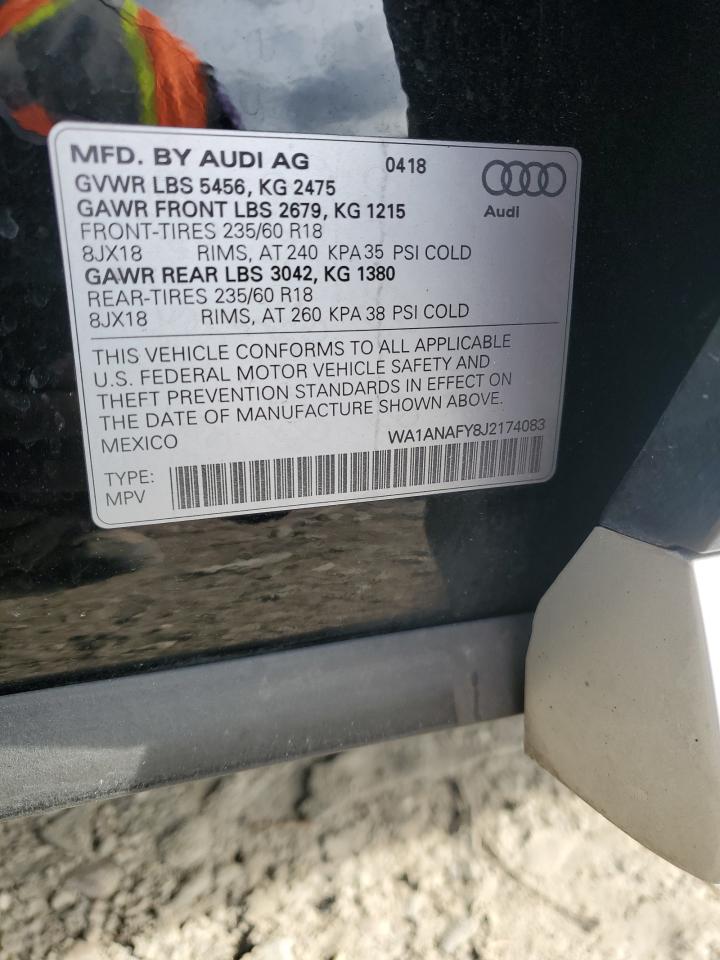 MFD. BY AUDI AG 0418
GVWR LBS 5456, KG 2475
GAWR FRONT LBS 2679, KG 1215
Audi
FRONT-TIRES 235/60 R18
8JX18 RIMS, AT 240 KPA 35 PSI COLD
GAWR REAR LBS 3042, KG 1380
REAR-TIRES 235/60 R18
8JX18 RIMS, AT 260 KPA 38 PSI COLD
THIS VEHICLE CONFORMS TO ALL APPLICABLE
U.S. FEDERAL MOTOR VEHICLE SAFETY AND
THEFT PREVENTION STANDARDS IN EFFECT ON
THE DATE OF MANUFACTURE SHOWN ABOVE.
MEXICO WA1ANAFY8J2174083
TYPE:
MPV